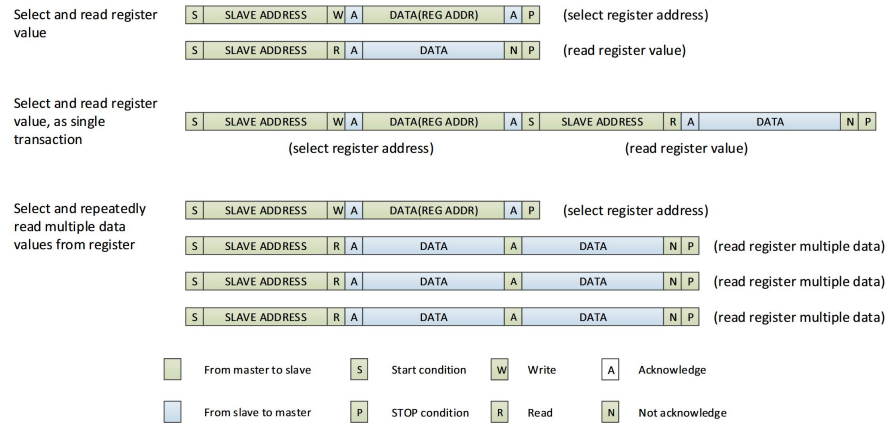 Select and read register
value
S SLAVE ADDRESS W A DATA(REG ADDR) A P (select register address)
S SLAVE ADDRESS R A DATA N P (read register value)
Select and read register
value, as single
transaction
S SLAVE ADDRESS W A DATA(REG ADDR) A S SLAVE ADDRESS R A DATA N P
(select register address) (read register value)
Select and repeatedly
read multiple data
values from register
S SLAVE ADDRESS W A DATA(REG ADDR) A P (select register address)
S SLAVE ADDRESS R A DATA A DATA N P (read register multiple data)
S SLAVE ADDRESS R A DATA A DATA N P (read register multiple data)
S SLAVE ADDRESS R A DATA A DATA N P (read register multiple data)
From master to slave S Start condition W Write A Acknowledge
From slave to master P STOP condition R Read N Not acknowledge